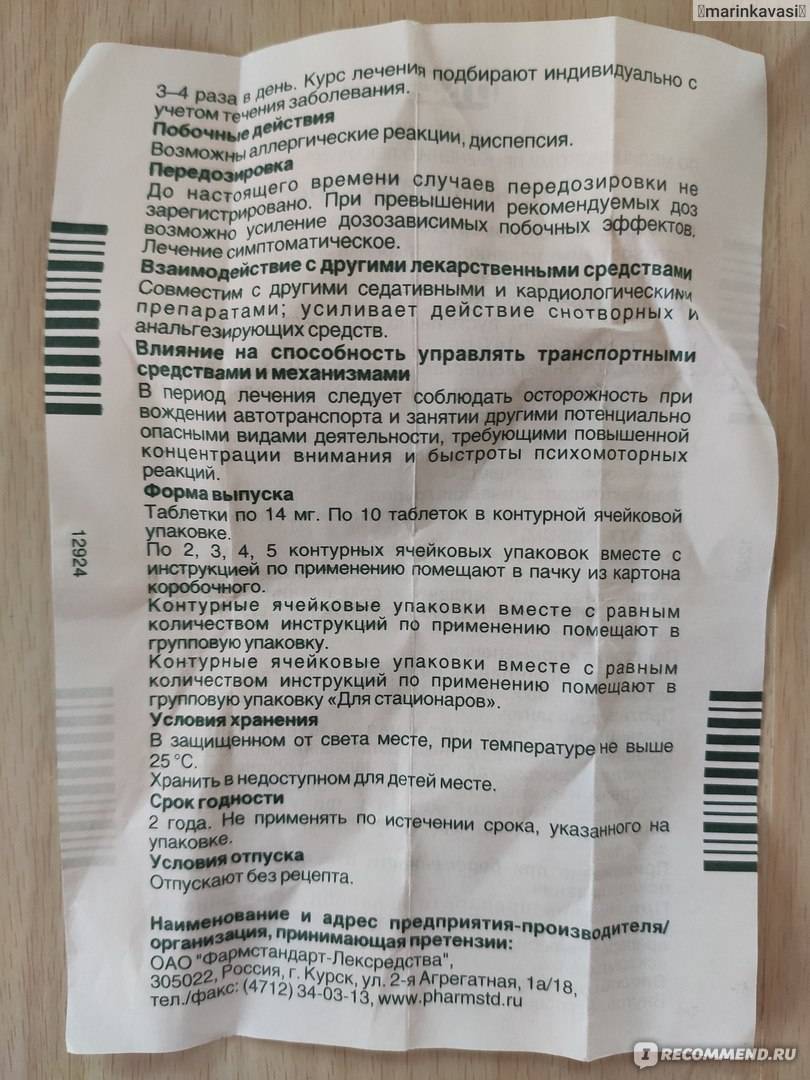 marinkavasi
3–4 раза в день. Курс лечения подбирают индивидуально с
учетом течения заболевания.
Побочные действия
Возможны аллергические реакции, диспепсия.
Передозировка
До настоящего времени случаев передозировки не
зарегистрировано. При превышении рекомендуемых доз
возможно усиление дозозависимых побочных эффектов.
Лечение симптоматическое.
Взаимодействие с другими лекарственными средствами
Совместим с другими седативными и кардиологическими
препаратами; усиливает действие снотворных и
анальгезирующих средств.
Влияние на способность управлять транспортными
средствами и механизмами
В период лечения следует соблюдать осторожность при
вождении автотранспорта и занятии другими потенциально
опасными видами деятельности, требующими повышенной
концентрации внимания и быстроты психомоторных
реакций.
Форма выпуска
Таблетки по 14 мг. По 10 таблеток в контурной ячейковой
упаковке.
По 2, 3, 4, 5 контурных ячейковых упаковок вместе с
инструкцией по применению помещают в пачку из картона
коробочного.
Контурные ячейковые упаковки вместе с равным
количеством инструкций по применению помещают в
групповую упаковку.
Контурные ячейковые упаковки вместе с равным
количеством инструкций по применению помещают в
групповую упаковку «Для стационаров».
Условия хранения
В защищенном от света месте, при температуре не выше
25 °С.
Хранить в недоступном для детей месте.
Срок годности
2 года. Не применять по истечении срока, указанного на
упаковке.
Условия отпуска
Отпускают без рецепта.
Наименование и адрес предприятия-производителя/
организация, принимающая претензии:
ОАО "Фармстандарт-Лексредства",
305022, Россия, г. Курск, ул. 2-я Агрегатная, 1а/18,
тел./факс: (4712) 34-03-13, www.pharmstd.ru
12924
RECOMMEND.RU